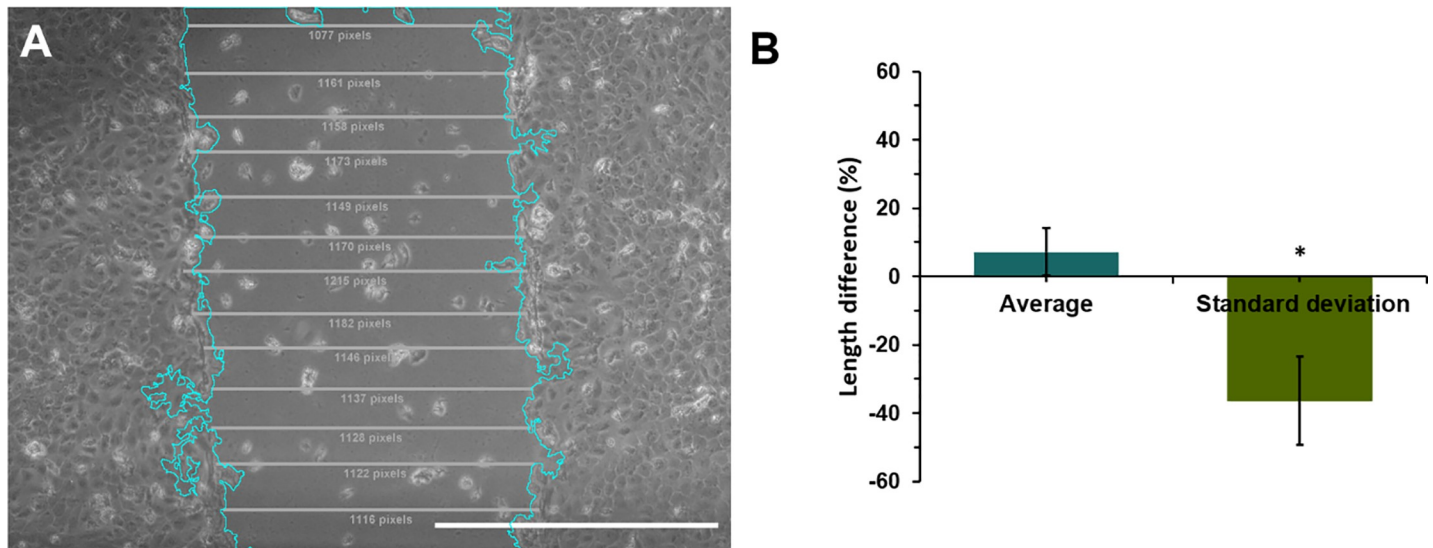 A
1077 pixels
1161 pixels
1158 pixels
1173 pixels
1149 pixels
1170 pixels
1215 pixels
1182 pixels
1146 pixels
1137 pixels
1128 pixels
1122 pixels
1116 pixels
B
Length difference (%)
60
40
20
0
-20
-40
-60
*
Average
Standard deviation